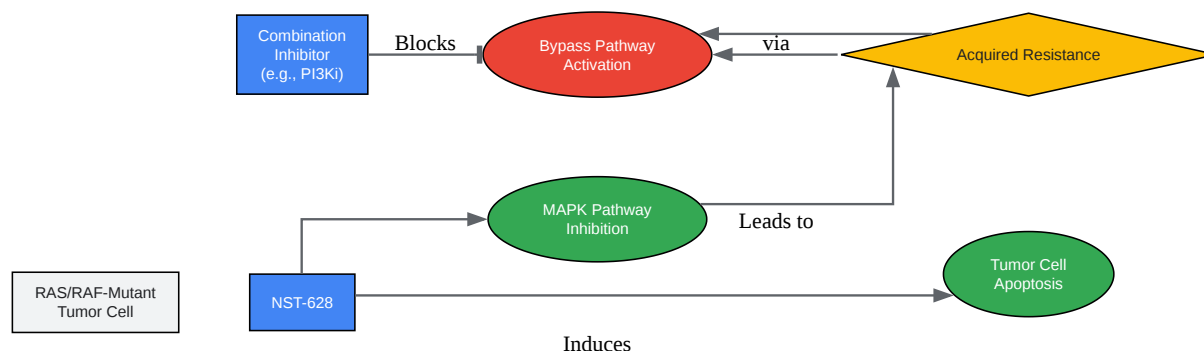 Combination
Inhibitor
(e.g., PI3Ki)
Blocks
Bypass Pathway
Activation
via
Acquired Resistance
MAPK Pathway
Inhibition
Leads to
RAS/RAF-Mutant
Tumor Cell
NST-628
Tumor Cell
Apoptosis
Induces